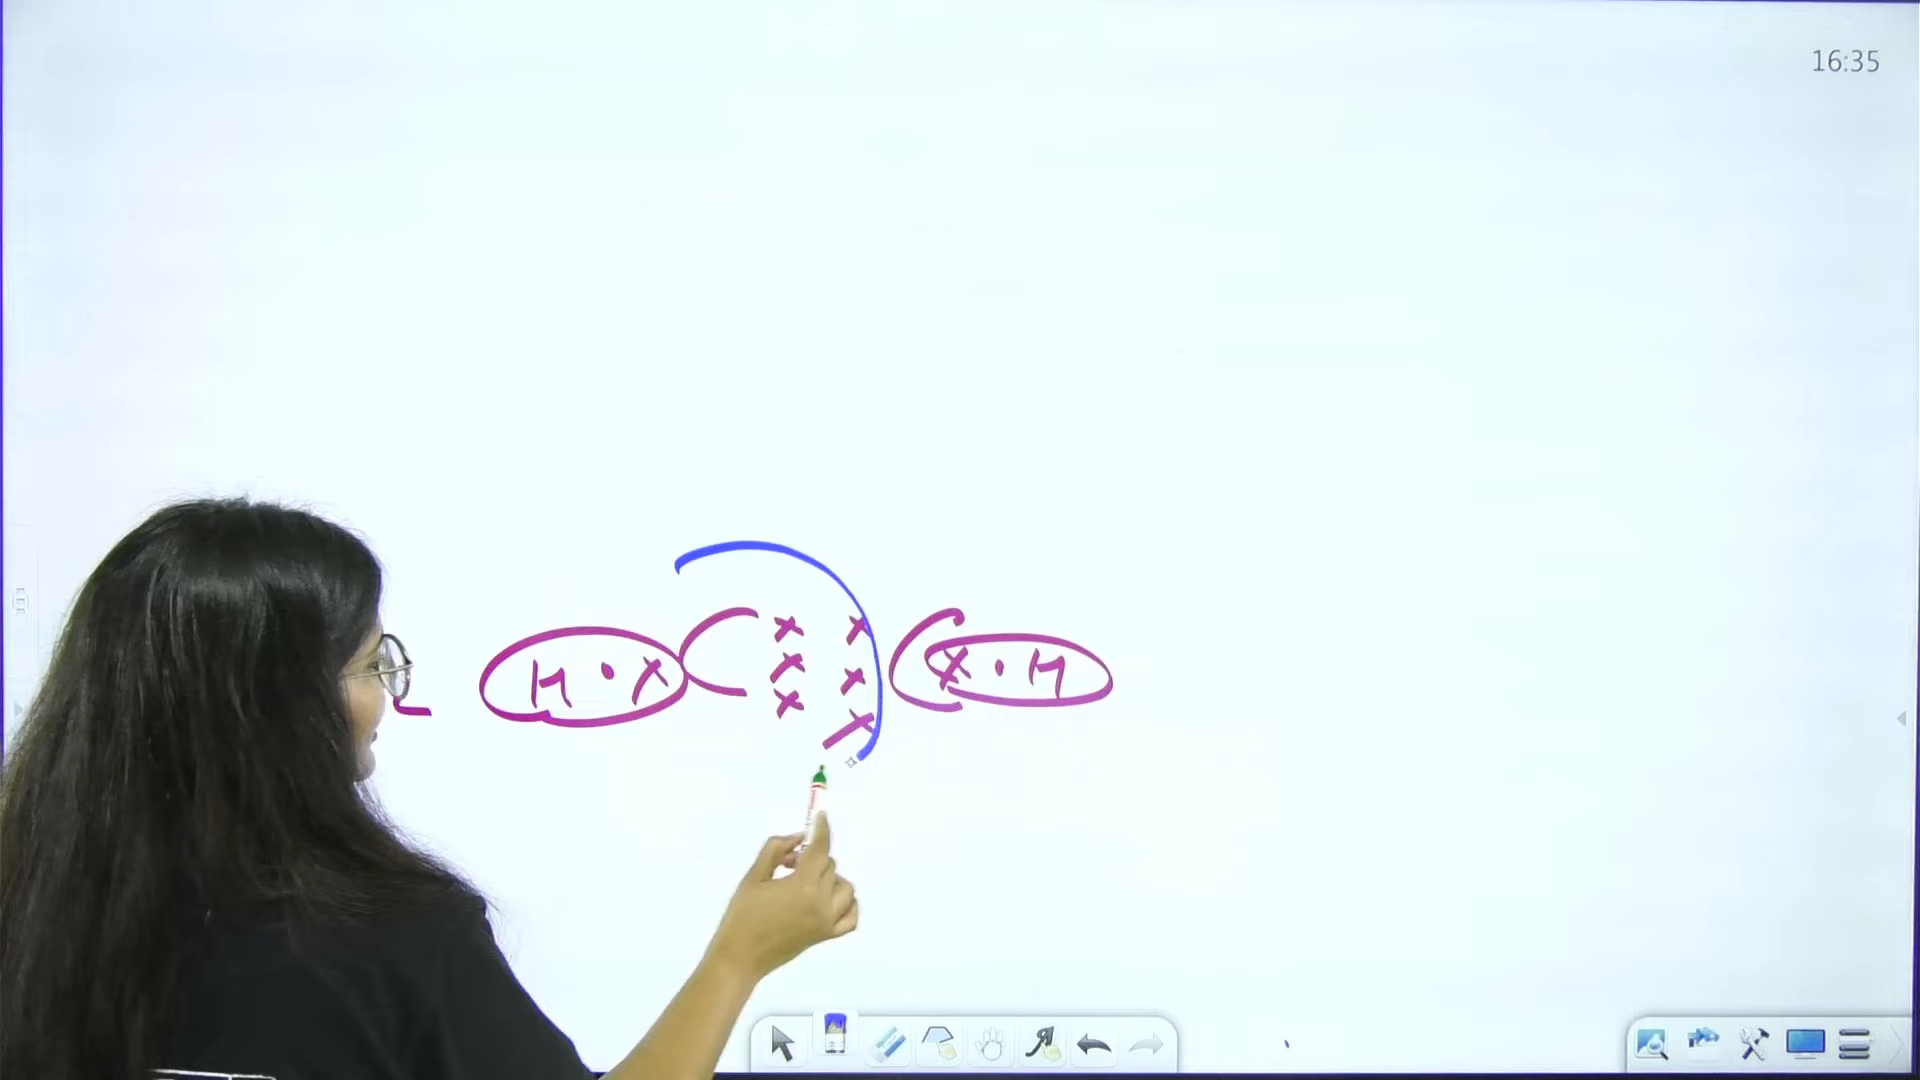 16:35
H • x C x x C x • H
x x
x x